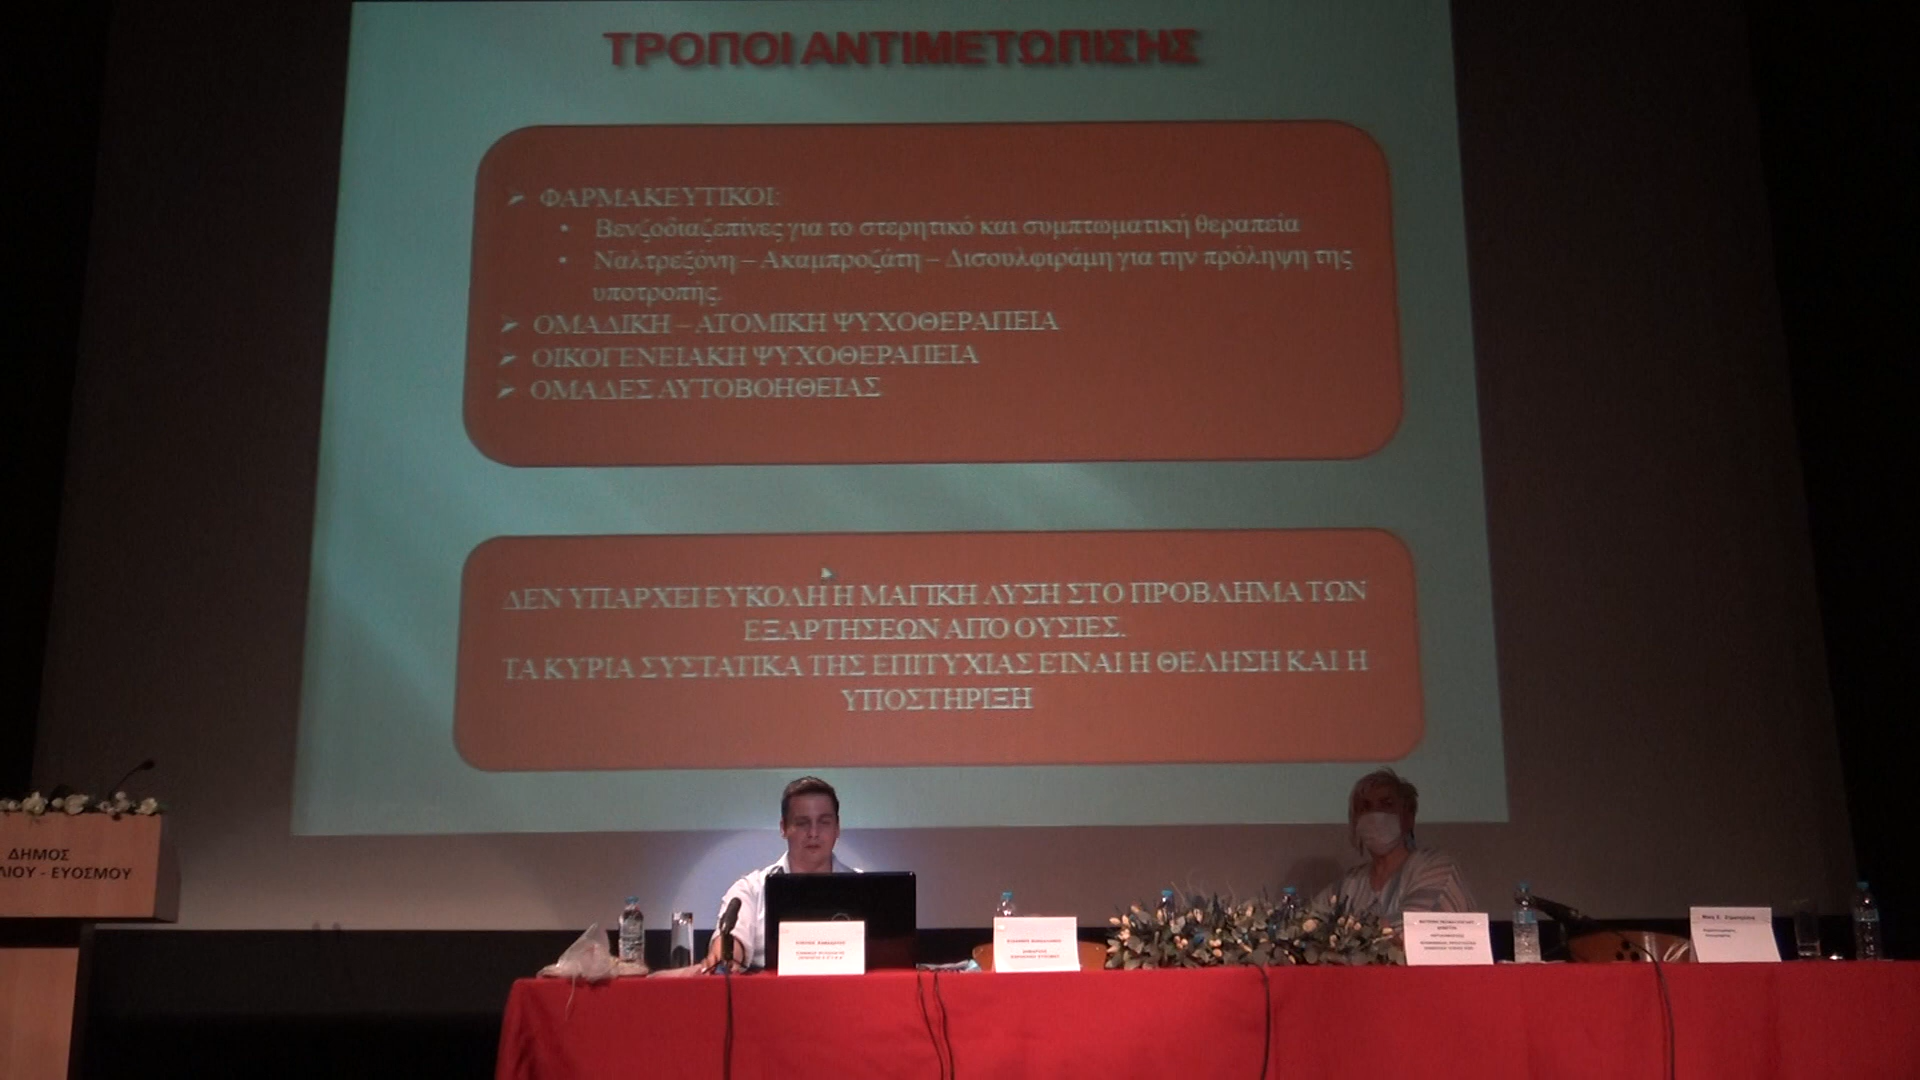 ΤΡΟΠΟΙ ΑΝΤΙΜΕΤΩΠΙΣΗΣ
➢ ΦΑΡΜΑΚΕΥΤΙΚΟΙ:
• Βενζοδιαζεπίνες για το στερητικό και συμπτωματική θεραπεία
• Ναλτρεξόνη – Ακαμπροζάτη – Δισουλφιράμη για την πρόληψη της
υποτροπής.
➢ ΟΜΑΔΙΚΗ – ΑΤΟΜΙΚΗ ΨΥΧΟΘΕΡΑΠΕΙΑ
➢ ΟΙΚΟΓΕΝΕΙΑΚΗ ΨΥΧΟΘΕΡΑΠΕΙΑ
➢ ΟΜΑΔΕΣ ΑΥΤΟΒΟΗΘΕΙΑΣ
ΔΕΝ ΥΠΑΡΧΕΙ ΕΥΚΟΛΗ Ή ΜΑΓΙΚΗ ΛΥΣΗ ΣΤΟ ΠΡΟΒΛΗΜΑ ΤΩΝ
ΕΞΑΡΤΗΣΕΩΝ ΑΠΌ ΟΥΣΙΕΣ.
ΤΑ ΚΥΡΙΑ ΣΥΣΤΑΤΙΚΑ ΤΗΣ ΕΠΙΤΥΧΙΑΣ ΕΊΝΑΙ Η ΘΕΛΗΣΗ ΚΑΙ Η
ΥΠΟΣΤΗΡΙΞΗ
ΔΗΜΟΣ
ΛΙΟΥ - ΕΥΟΣΜΟΥ